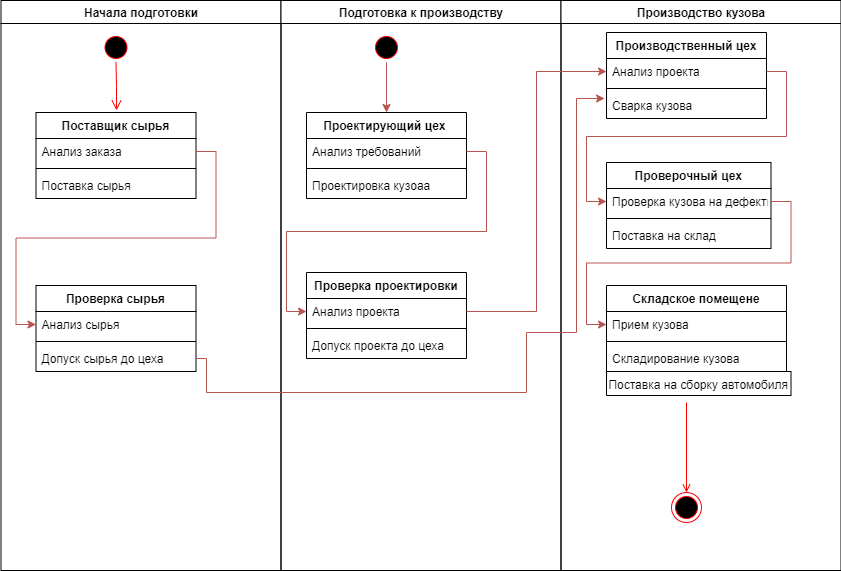 Начала подготовки
Подготовка к производству
Производство кузова
Поставщик сырья
Анализ заказа
Поставка сырья
Проверка сырья
Анализ сырья
Допуск сырья до цеха
Проектирующий цех
Анализ требований
Проектировка кузоаа
Проверка проектировки
Анализ проекта
Допуск проекта до цеха
Производственный цех
Анализ проекта
Сварка кузова
Проверочный цех
Проверка кузова на дефект
Поставка на склад
Складское помещене
Прием кузова
Складирование кузова
Поставка на сборку автомобиля